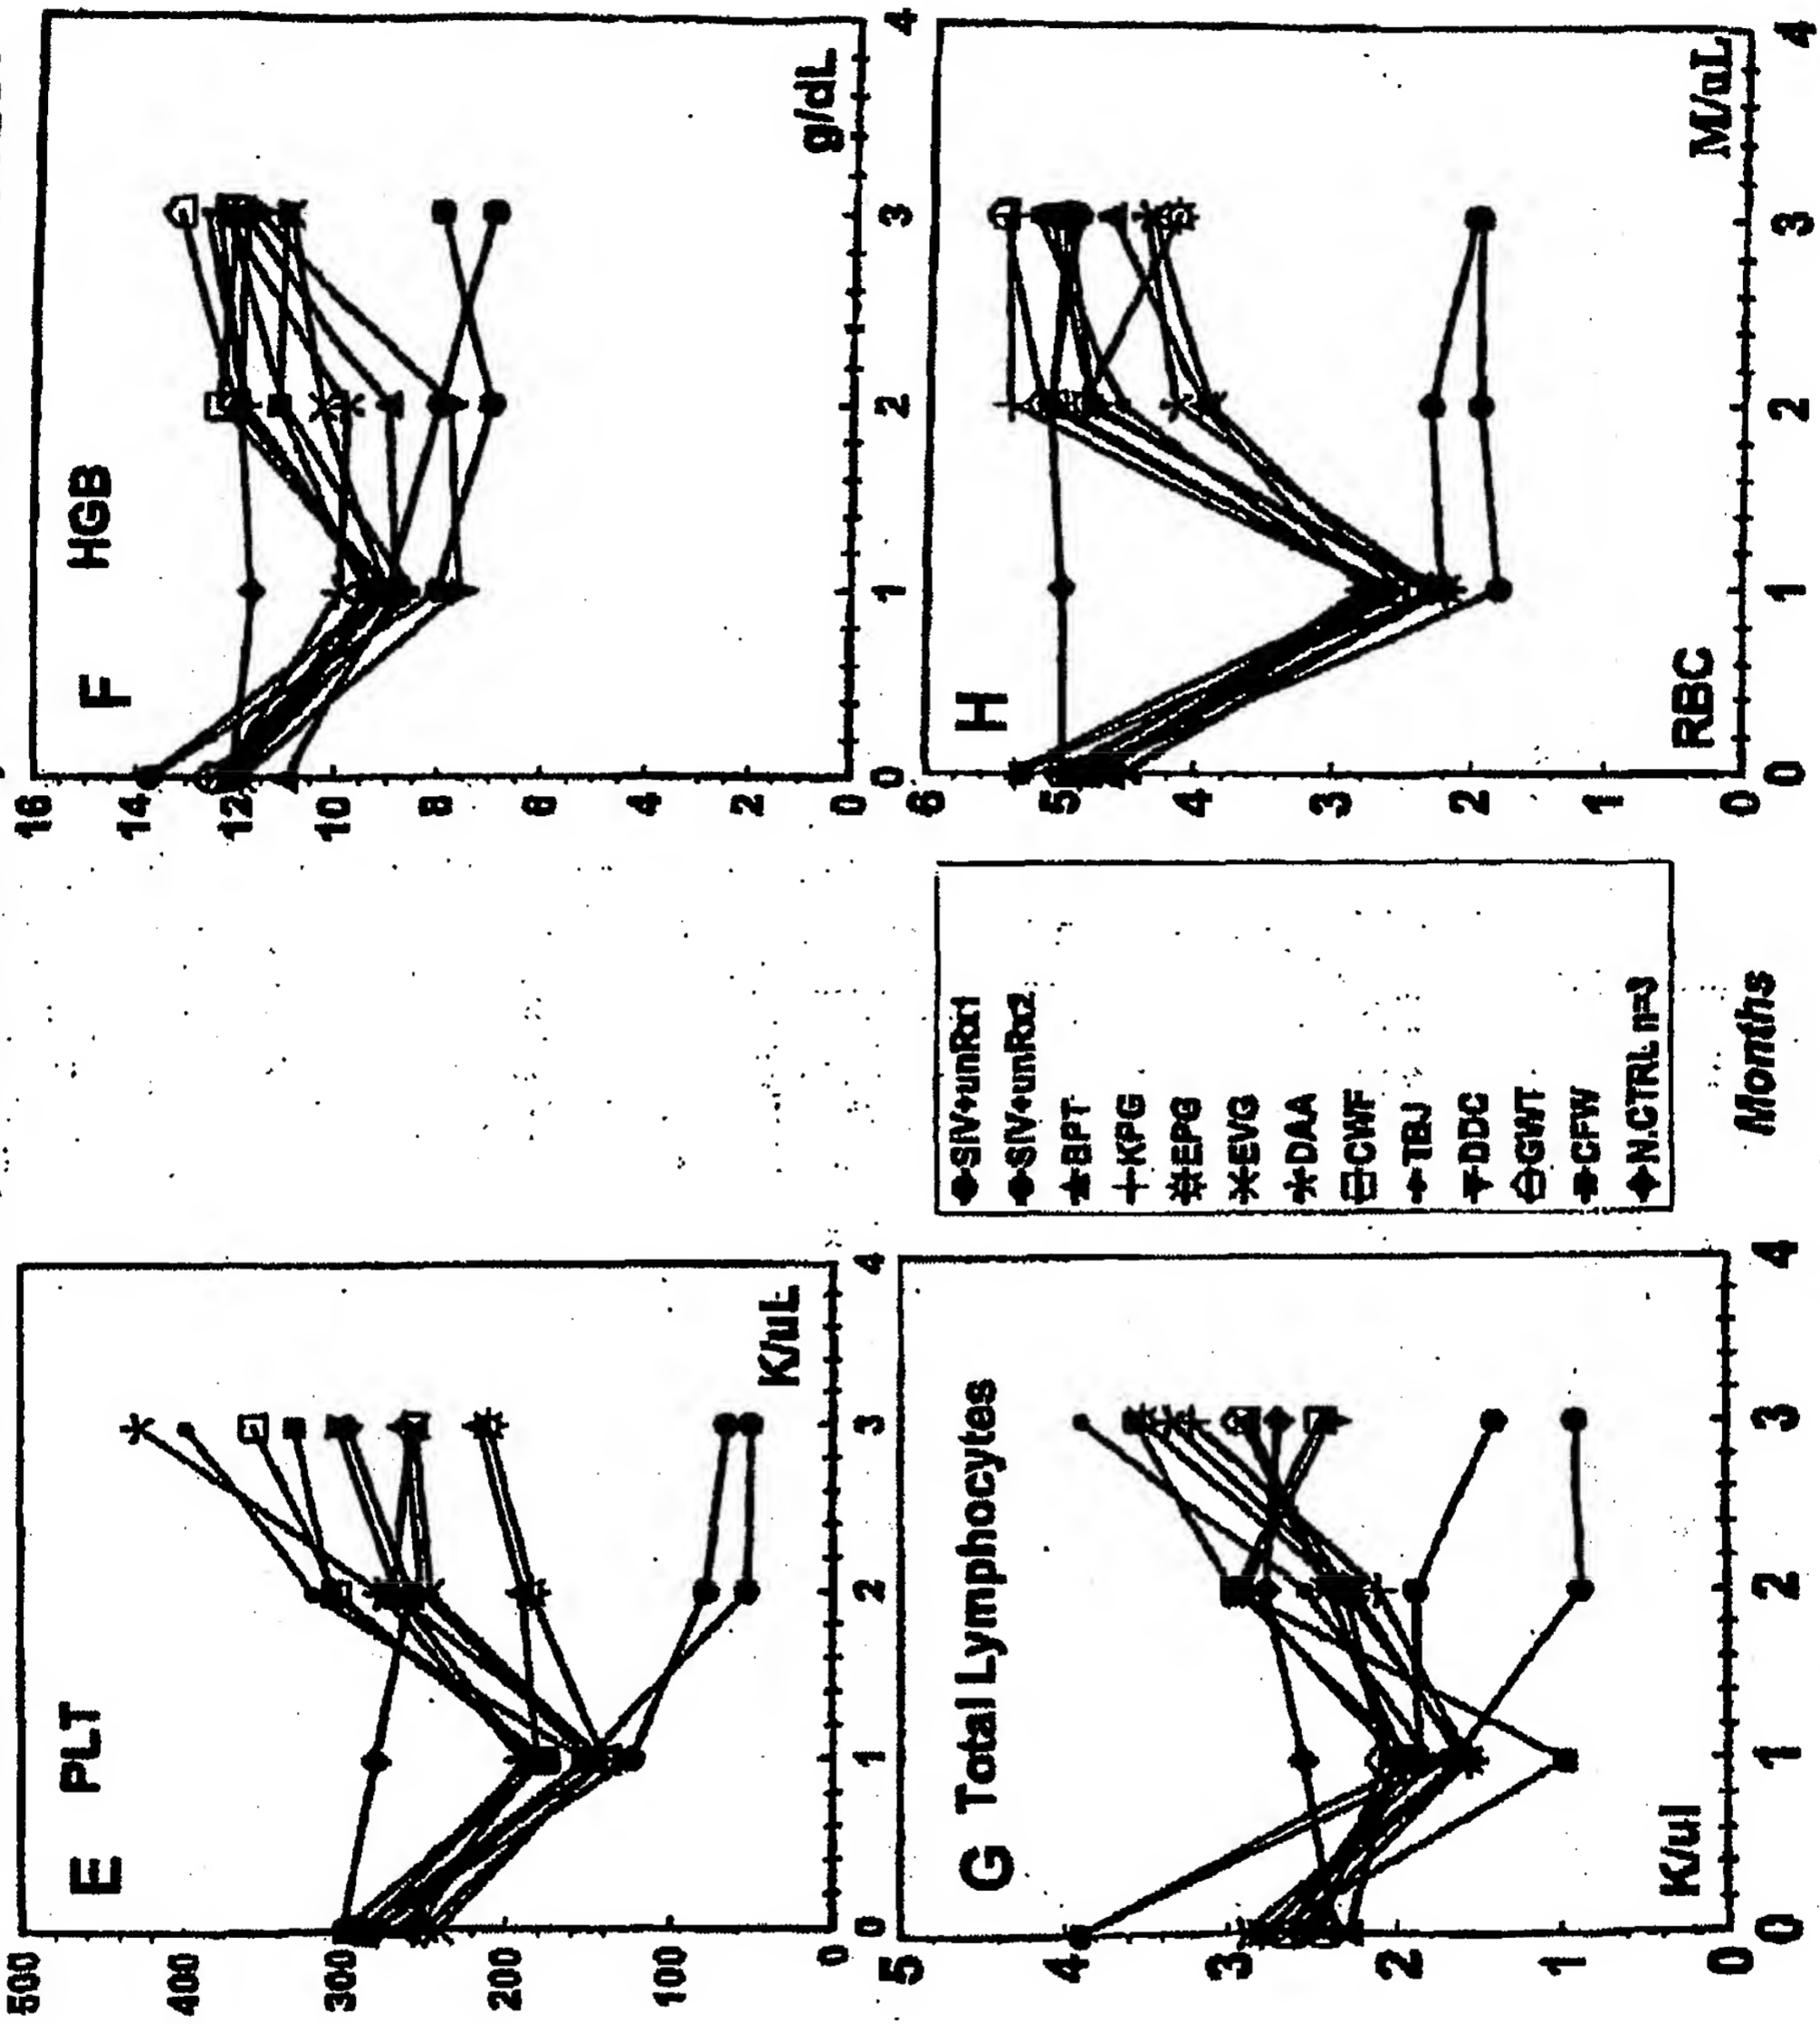 E PLT
500
400
300
200
100
0
0 1 2 3 4
K/uL
F HGB
16
14
12
10
8
6
4
2
0
0 1 2 3 4
g/dL
G Total Lymphocytes
5
4
3
2
1
0
0 1 2 3 4
K/ul
SIV+unRx1
SIV+unRx2
BPT
KPG
EPG
EVG
DAA
CWF
TBJ
DDC
GWT
CFW
N.CTRL n=3
Months
H
6
5
4
3
2
1
0
0 1 2 3 4
RBC
M/uL